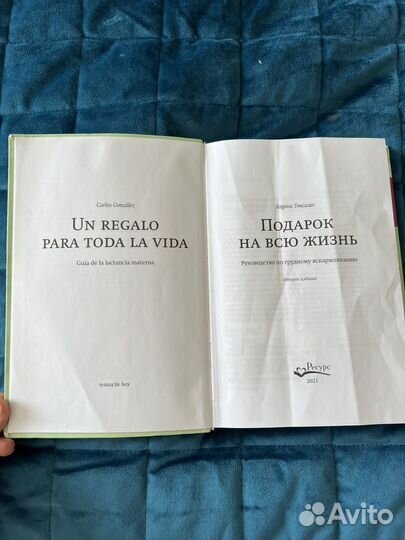 Carlos González
UN REGALO
PARA TODA LA VIDA
Guía de la lactancia materna
temas'de hoy
Карлос Гонсалес
ПОДАРОК
НА ВСЮ ЖИЗНЬ
Руководство по грудному вскармливанию
Второе издание
Ресурс
2021
Avito